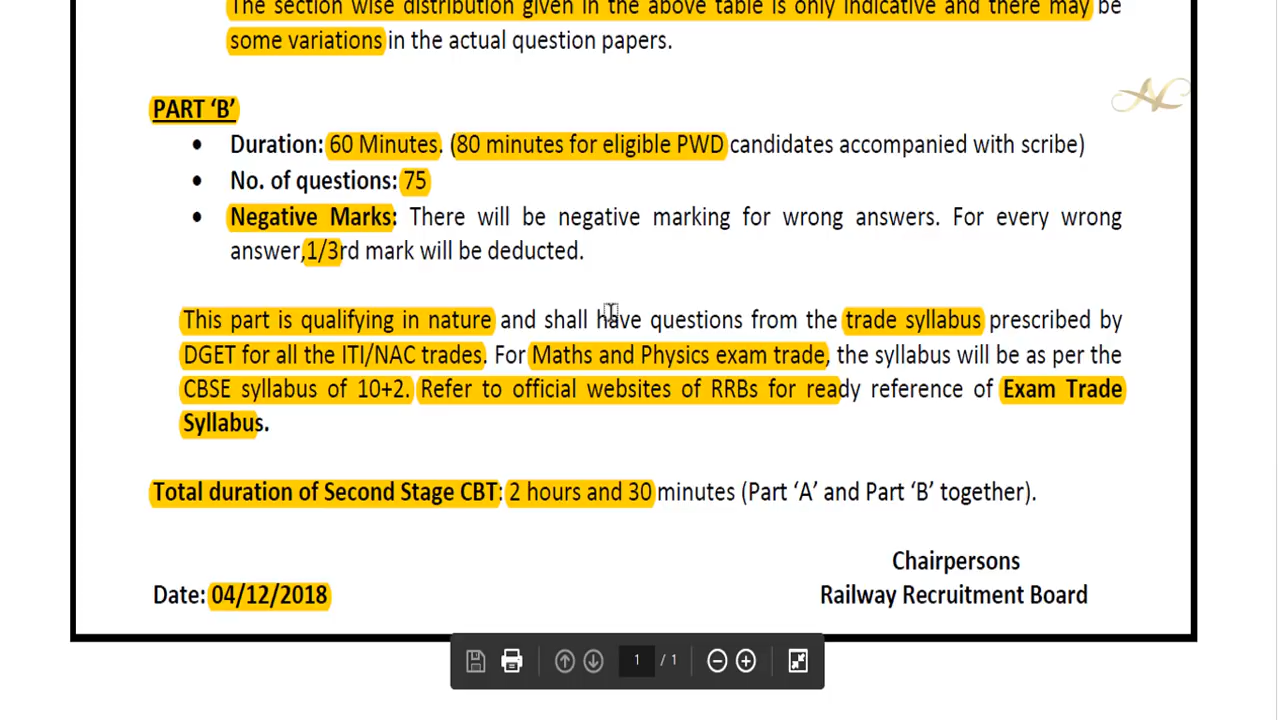 The section wise distribution given in the above table is only indicative and there may be
some variations in the actual question papers.
PART ‘B’
• Duration: 60 Minutes. (80 minutes for eligible PWD candidates accompanied with scribe)
• No. of questions: 75
• Negative Marks: There will be negative marking for wrong answers. For every wrong
answer,1/3rd mark will be deducted.
This part is qualifying in nature and shall have questions from the trade syllabus prescribed by
DGET for all the ITI/NAC trades. For Maths and Physics exam trade, the syllabus will be as per the
CBSE syllabus of 10+2. Refer to official websites of RRBs for ready reference of Exam Trade
Syllabus.
Total duration of Second Stage CBT: 2 hours and 30 minutes (Part ‘A’ and Part ‘B’ together).
Chairpersons
Date: 04/12/2018 Railway Recruitment Board
1 / 1